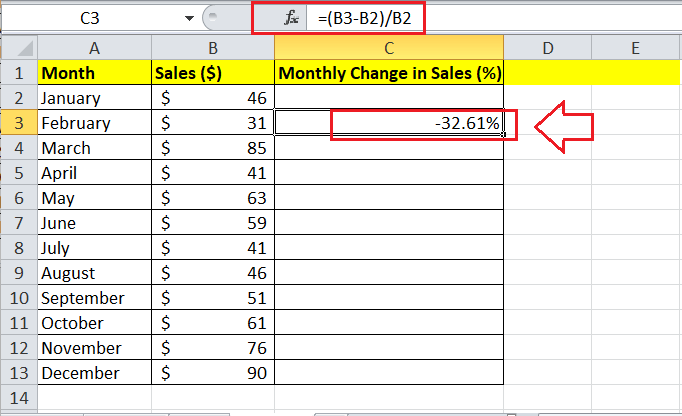 C3 fx =(B3-B2)/B2
A B C D E
1 Month Sales ($) Monthly Change in Sales (%)
2 January $ 46
3 February $ 31 -32.61%
4 March $ 85
5 April $ 41
6 May $ 63
7 June $ 59
8 July $ 41
9 August $ 46
10 September $ 51
11 October $ 61
12 November $ 76
13 December $ 90
14